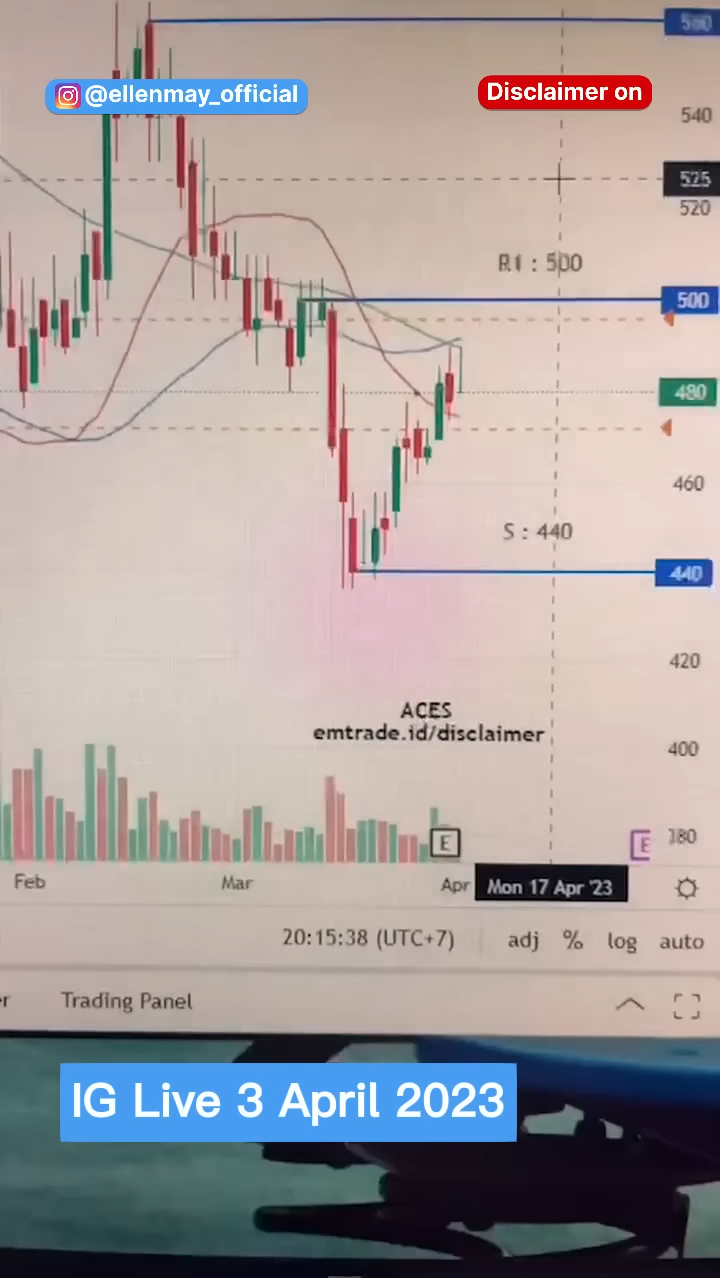 580
@ellenmay_official
Disclaimer on
540
525
520
R1 : 500
500
480
460
S : 440
440
420
ACES
emtrade.id/disclaimer
400
E
E
380
Feb
Mar
Apr
Mon 17 Apr '23
20:15:38 (UTC+7)
adj
%
log
auto
Trading Panel
IG Live 3 April 2023